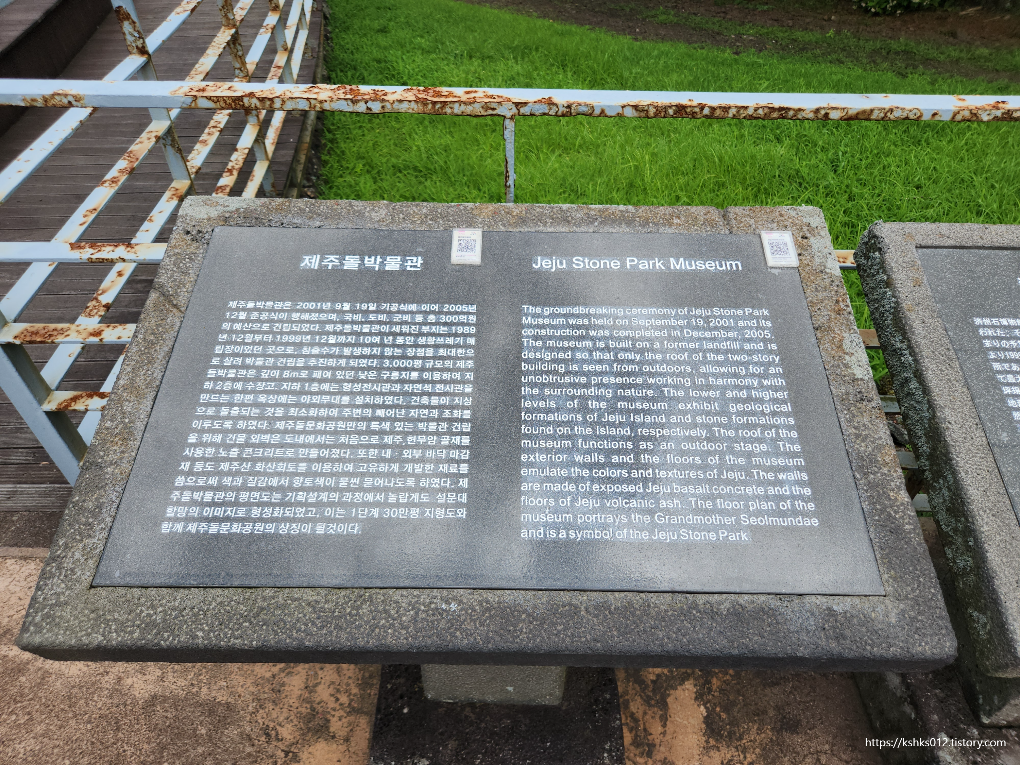 제주돌박물관
제주돌박물관은 2001년 9월 19일 기공식에 이어 2005년
12월 준공식이 행해졌으며, 국비, 도비, 군비 등 총 300억원
의 예산으로 건립되었다. 제주돌박물관이 세워진 부지는 1989
년 12월부터 1999년 12월까지 10여 년 동안 생활쓰레기 매
립장이었던 곳으로, 침출수가 발생하지 않는 장점을 최대한으
로 살려 박물관 건립을 추진하게 되었다. 3,000평 규모의 제주
돌박물관은 깊이 8m로 패어 있던 낮은 구릉지를 이용하여 지
하 2층에 수장고, 지하 1층에는 형성전시관과 자연석 전시관을
만드는 한편 옥상에는 야외무대를 설치하였다. 건축물이 지상
으로 돌출되는 것을 최소화하여 주변의 빼어난 자연과 조화를
이루도록 하였다. 제주돌문화공원만의 특색 있는 박물관 건립
을 위해 건물 외벽은 도내에서는 처음으로 제주 현무암 골재를
사용한 노출 콘크리트로 만들어졌다. 또한 내·외부 바닥 마감
재 등도 제주산 화산회토를 이용하여 고유하게 개발한 재료를
씀으로써 색과 질감에서 향토색이 물씬 묻어나도록 하였다. 제
주돌박물관의 평면도는 기획설계의 과정에서 놀랍게도 설문대
할망의 이미지로 형상화되었고, 이는 1단계 30만평 지형도와
함께 제주돌문화공원의 상징이 될것이다.
Jeju Stone Park Museum
The groundbreaking ceremony of Jeju Stone Park
Museum was held on September 19, 2001 and its
construction was completed in December, 2005.
The museum is built on a former landfill and is
designed so that only the roof of the two-story
building is seen from outdoors, allowing for an
unobtrusive presence working in harmony with
the surrounding nature. The lower and higher
levels of the museum exhibit geological
formations of Jeju Island and stone formations
found on the Island, respectively. The roof of the
museum functions as an outdoor stage. The
exterior walls and the floors of the museum
emulate the colors and textures of Jeju. The walls
are made of exposed Jeju basalt concrete and the
floors of Jeju volcanic ash. The floor plan of the
museum portrays the Grandmother Seolmundae
and is a symbol of the Jeju Stone Park
https://kshks012.tistory.com